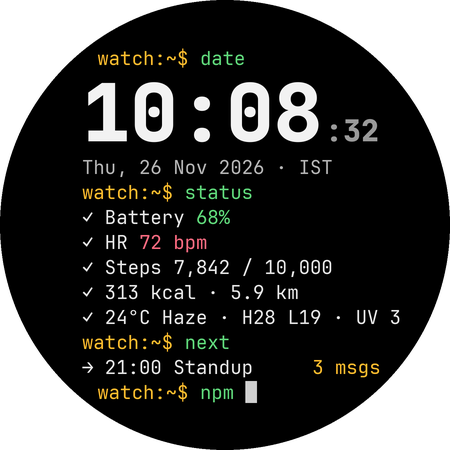 watch:~$ date
10:08:32
Thu, 26 Nov 2026 · IST
watch:~$ status
✓ Battery 68%
✓ HR 72 bpm
✓ Steps 7,842 / 10,000
✓ 313 kcal · 5.9 km
✓ 24°C Haze · H28 L19 · UV 3
watch:~$ next
→ 21:00 Standup 3 msgs
watch:~$ npm